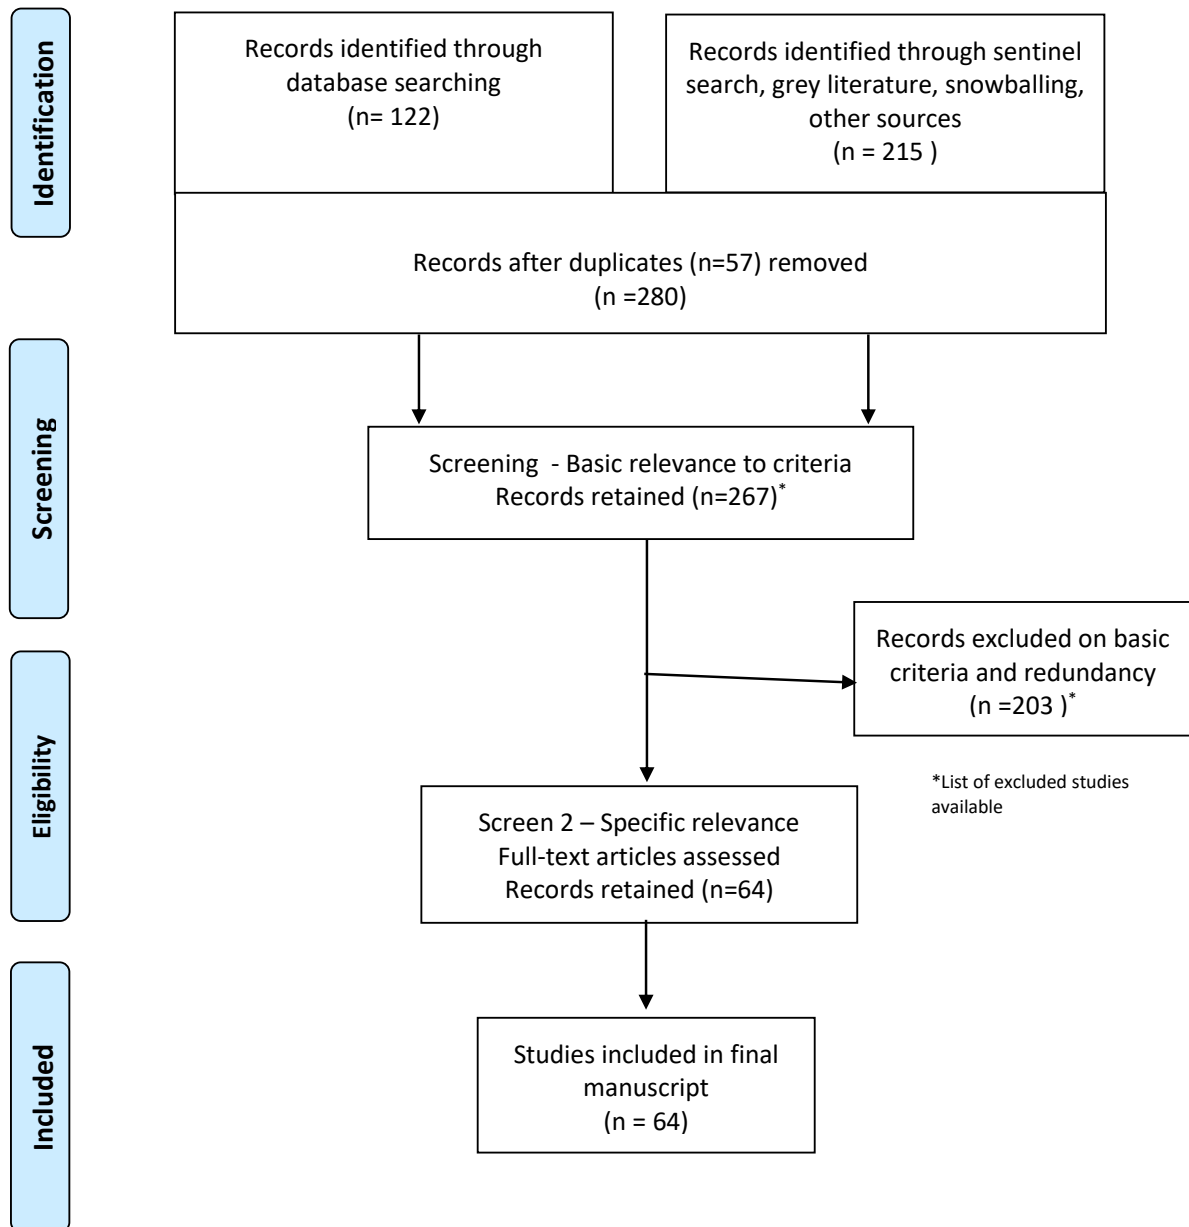 Identification
Records identified through
database searching
(n= 122)
Records identified through sentinel
search, grey literature, snowballing,
other sources
(n = 215 )
Records after duplicates (n=57) removed
(n =280)
Screening
Screening  - Basic relevance to criteria
Records retained (n=267)*
Records excluded on basic
criteria and redundancy
(n =203 )*
*List of excluded studies
available
Eligibility
Screen 2 – Specific relevance
Full-text articles assessed
Records retained (n=64)
Included
Studies included in final
manuscript
(n = 64)